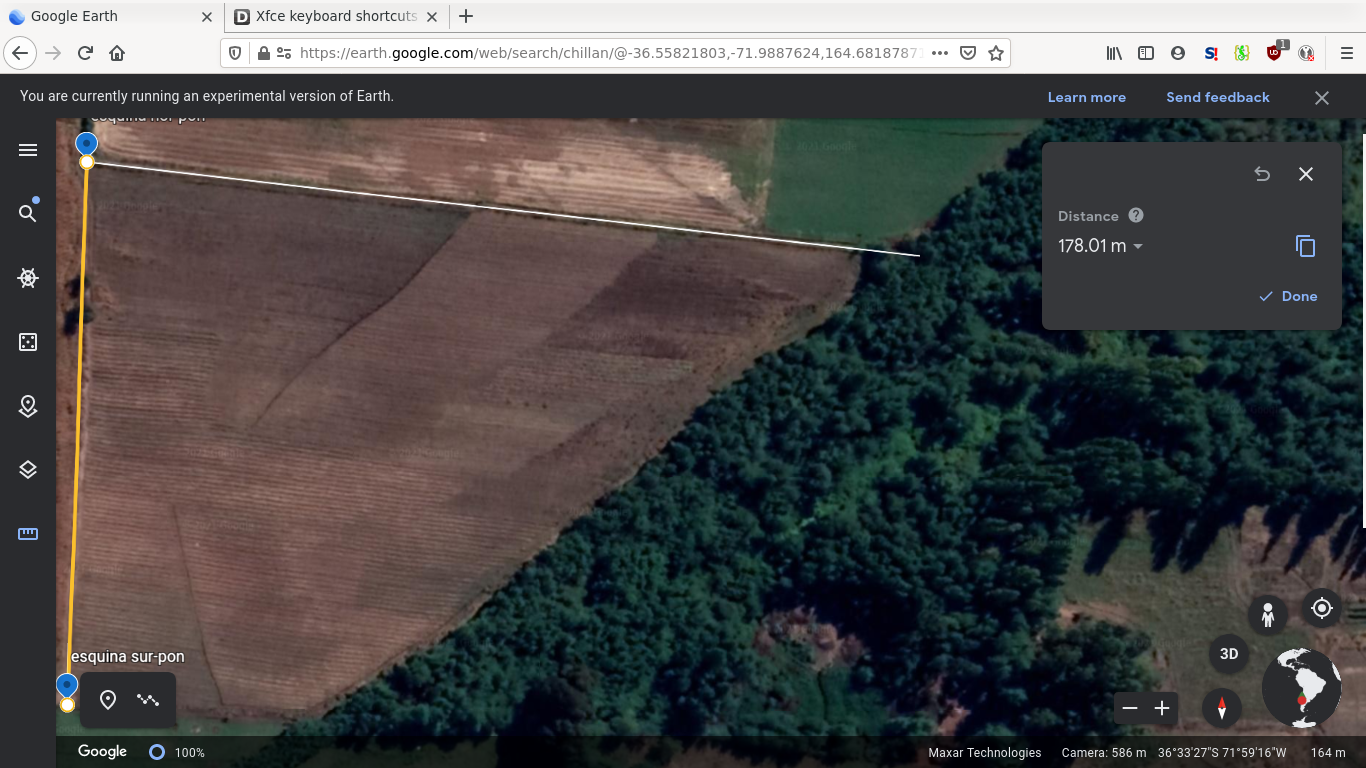 Google Earth
Xfce keyboard shortcuts
https://earth.google.com/web/search/chillan/@-36.55821803,-71.9887624,164.68187871
1
You are currently running an experimental version of Earth.
Learn more
Send feedback
Distance
178.01 m
Done
esquina sur-pon
3D
Google
100%
Maxar Technologies
Camera: 586 m
36°33'27"S 71°59'16"W
164 m